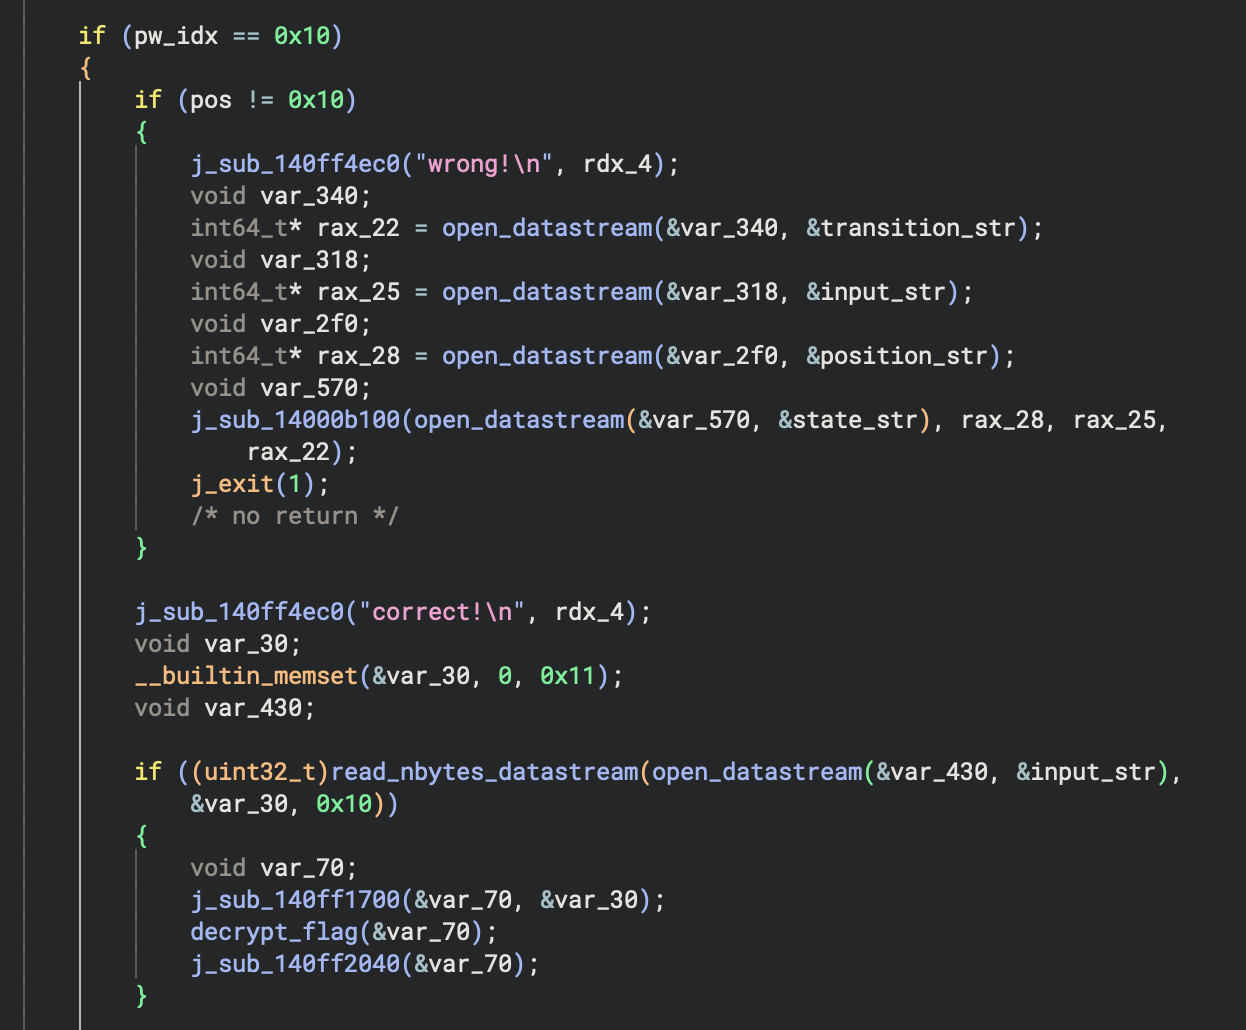 if (pw_idx == 0x10)
{
if (pos != 0x10)
{
j_sub_140ff4ec0("wrong!\n", rdx_4);
void var_340;
int64_t* rax_22 = open_datastream(&var_340, &transition_str);
void var_318;
int64_t* rax_25 = open_datastream(&var_318, &input_str);
void var_2f0;
int64_t* rax_28 = open_datastream(&var_2f0, &position_str);
void var_570;
j_sub_14000b100(open_datastream(&var_570, &state_str), rax_28, rax_25,
rax_22);
j_exit(1);
/* no return */
}
j_sub_140ff4ec0("correct!\n", rdx_4);
void var_30;
__builtin_memset(&var_30, 0, 0x11);
void var_430;
if ((uint32_t)read_nbytes_datastream(open_datastream(&var_430, &input_str),
&var_30, 0x10))
{
void var_70;
j_sub_140ff1700(&var_70, &var_30);
decrypt_flag(&var_70);
j_sub_140ff2040(&var_70);
}